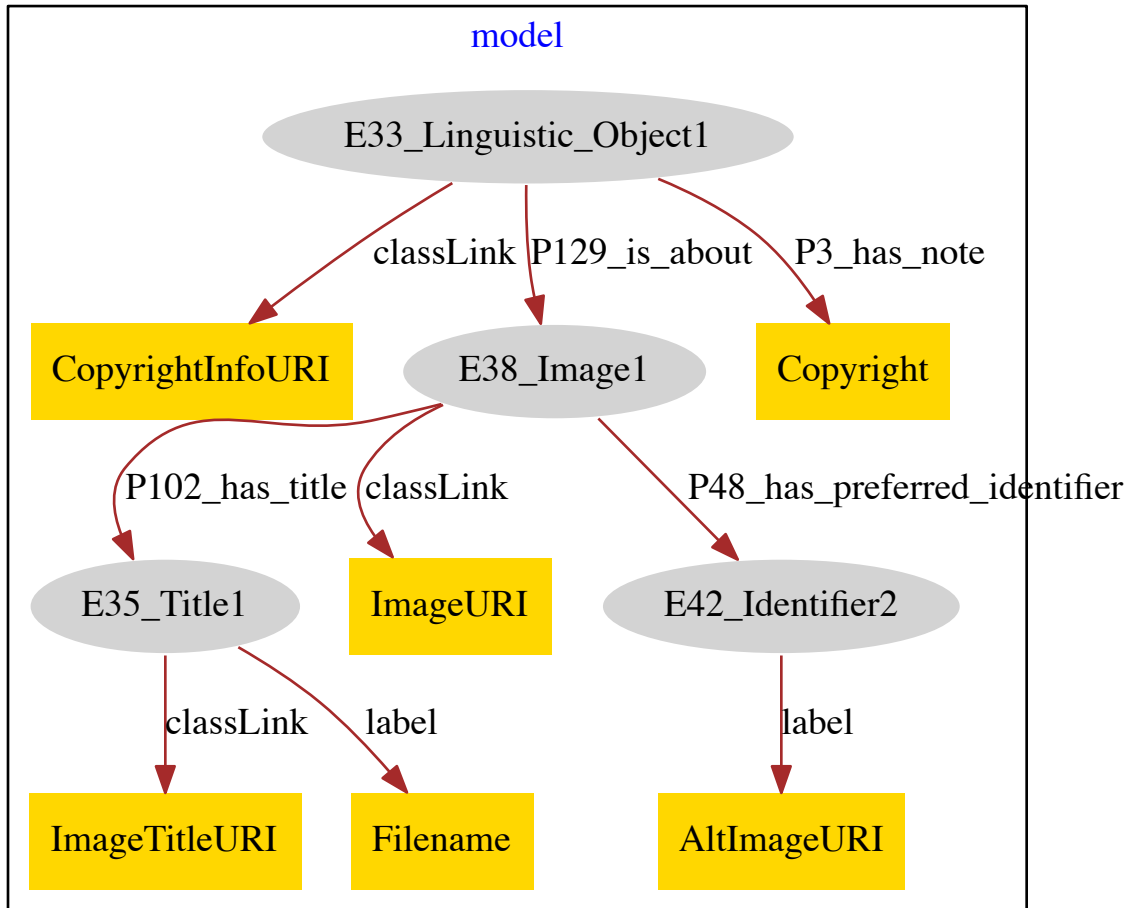 model
E33_Linguistic_Object1
classLink P129_is_about P3_has_note
CopyrightInfoURI E38_Image1 Copyright
P102_has_title classLink P48_has_preferred_identifier
E35_Title1 ImageURI E42_Identifier2
classLink label label
ImageTitleURI Filename AltImageURI